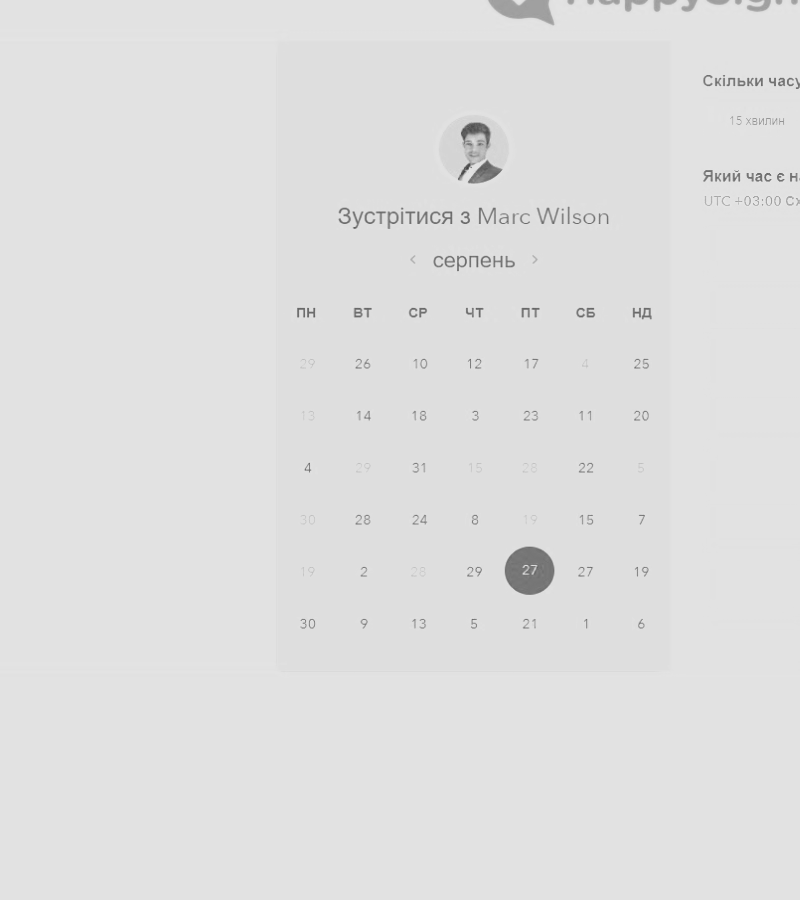 Скільки часу
15 хвилин
Зустрітися з Marc Wilson
Який час є
UTC +03:00
серпень
ПН ВТ СР ЧТ ПТ СБ НД
29 26 10 12 17 4 25
13 14 18 3 23 11 20
4 29 31 15 28 22 5
30 28 24 8 19 15 7
19 2 28 29 27 27 19
30 9 13 5 21 1 6